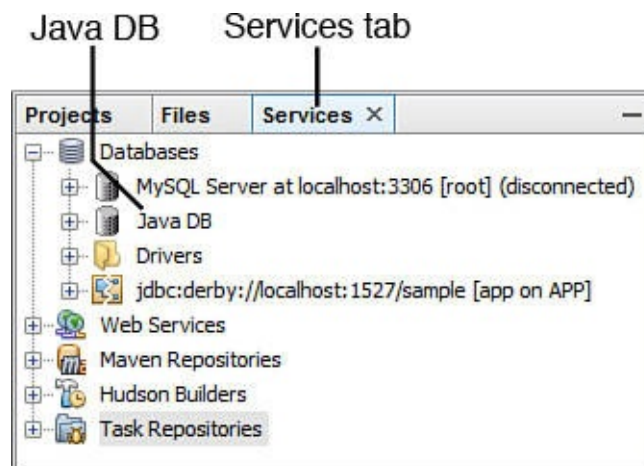 Java DB Services tab
Projects Files Services ×
Databases
MySQL Server at localhost:3306 [root] (disconnected)
Java DB
Drivers
jdbc:derby://localhost:1527/sample [app on APP]
Web Services
Maven Repositories
Hudson Builders
Task Repositories